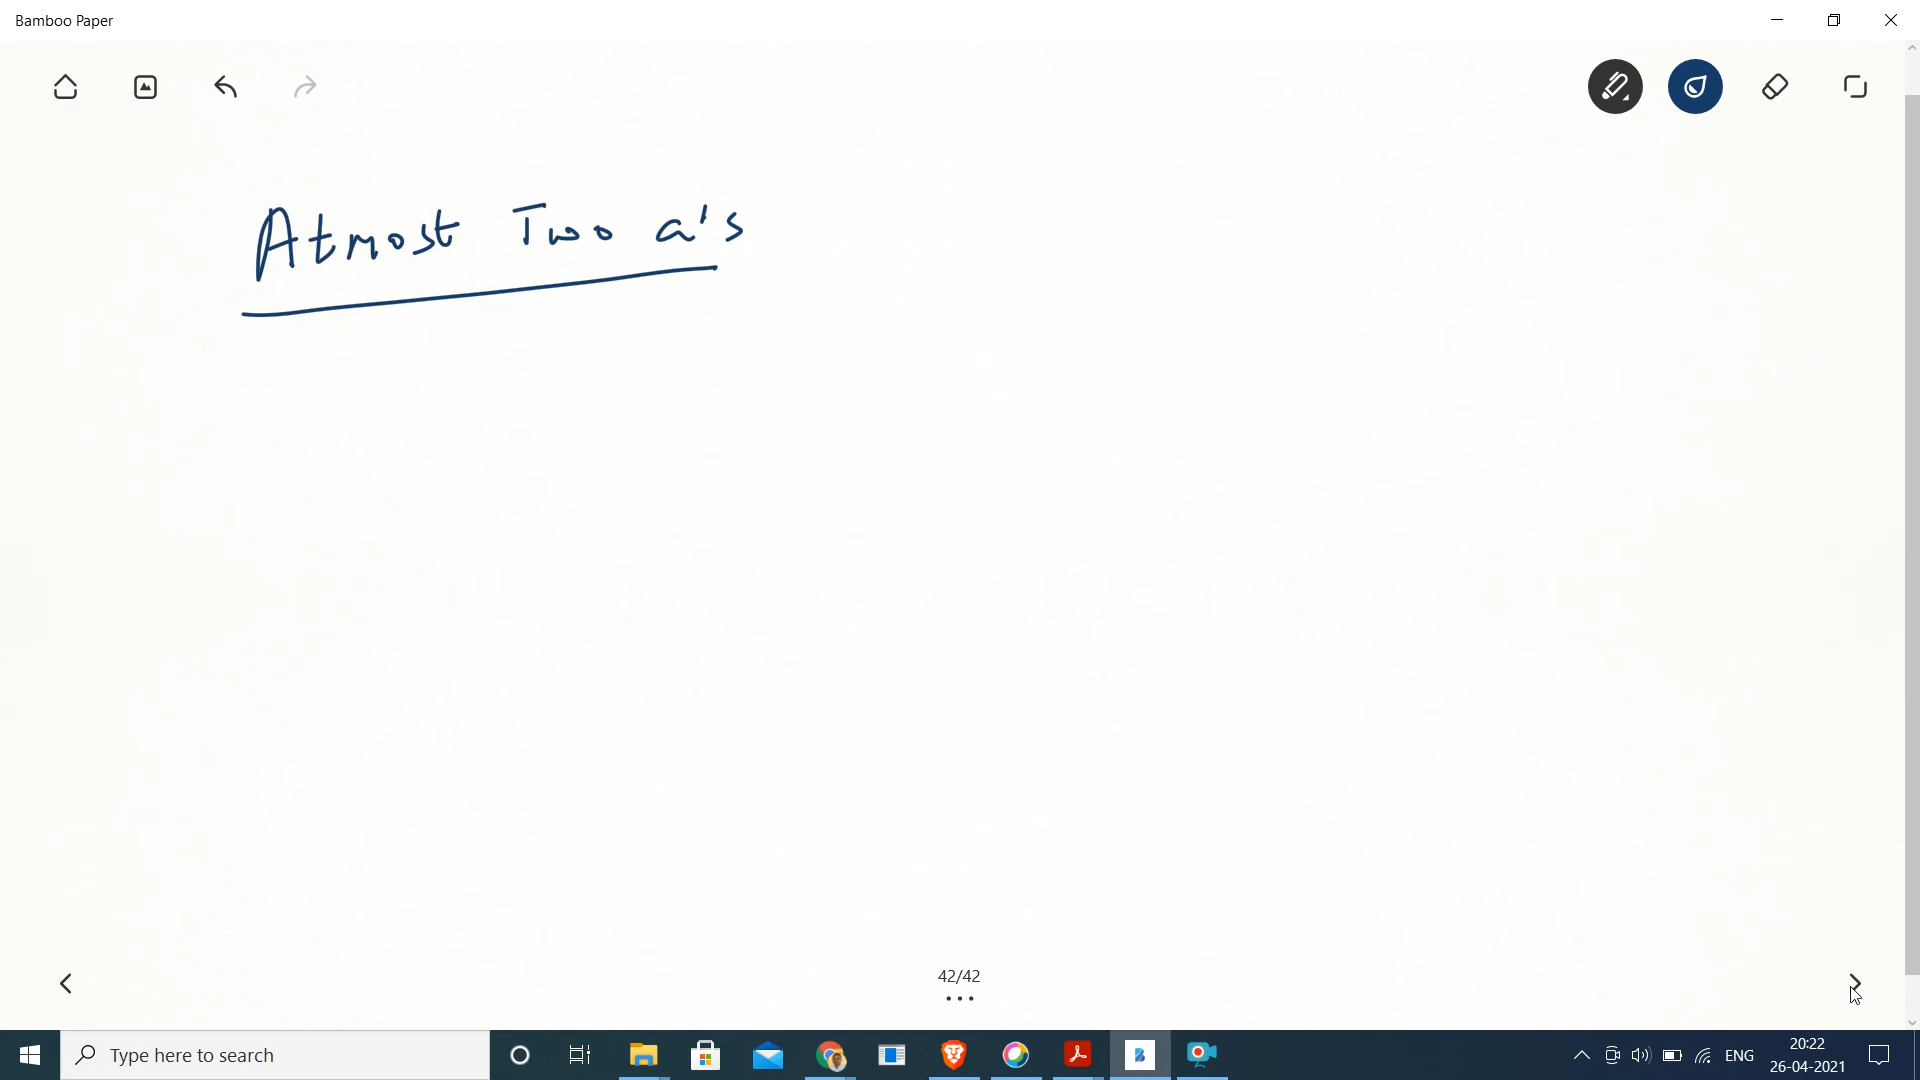 Bamboo Paper
Atmost Two a's
42/42
Type here to search
ENG
20:22
26-04-2021